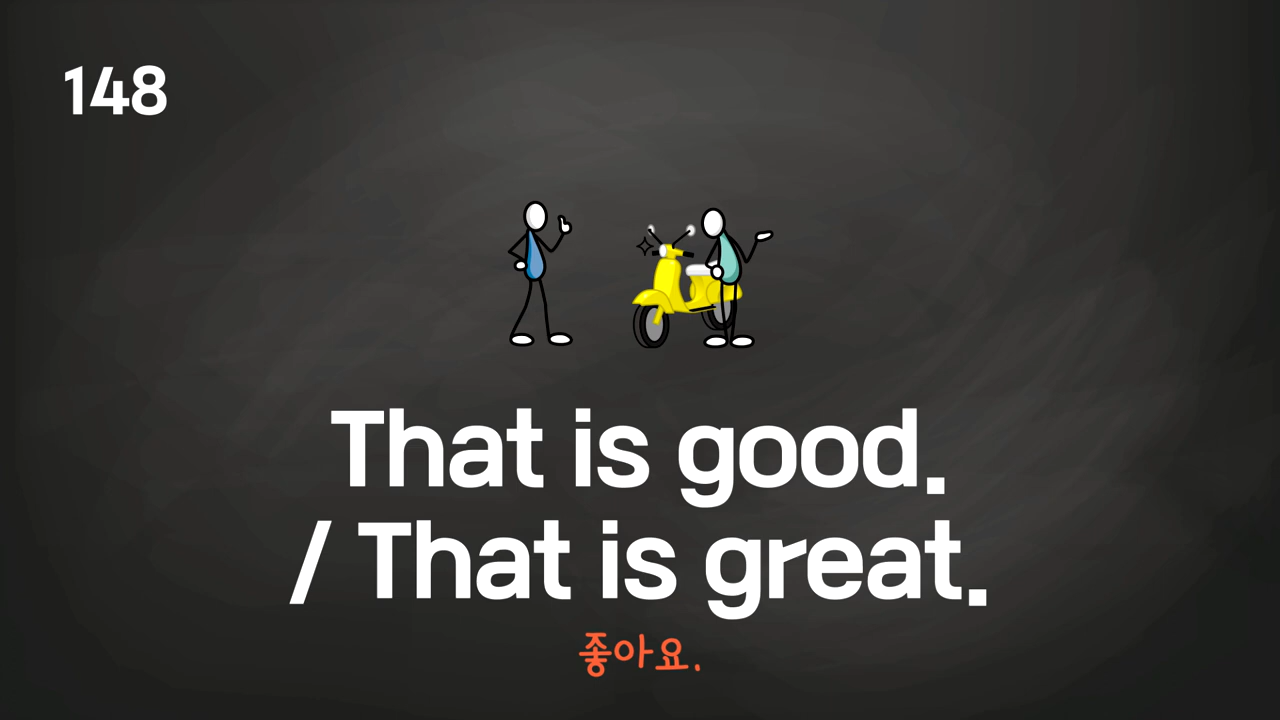 148
That is good.
/ That is great.
좋아요.